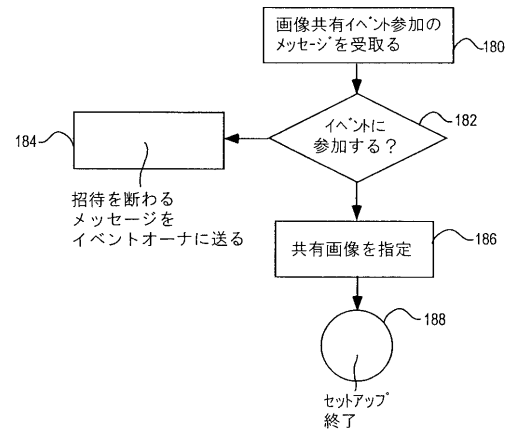 画像共有イベント参加の
メッセージを受取る
180
イベントに
参加する?
182
184
招待を断わる
メッセージを
イベントオーナに送る
共有画像を指定
186
188
セットアップ
終了